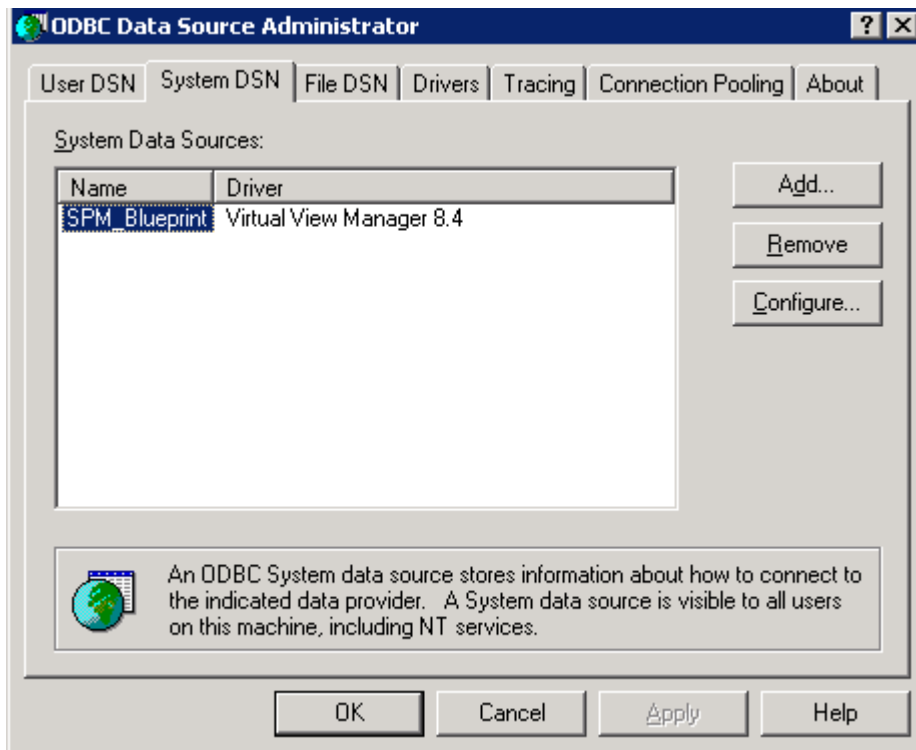 ODBC Data Source Administrator
User DSN System DSN File DSN Drivers Tracing Connection Pooling About
System Data Sources:
Name Driver
SPM_Blueprint Virtual View Manager 8.4
Add...
Remove
Configure...
An ODBC System data source stores information about how to connect to
the indicated data provider. A System data source is visible to all users
on this machine, including NT services.
OK Cancel Apply Help